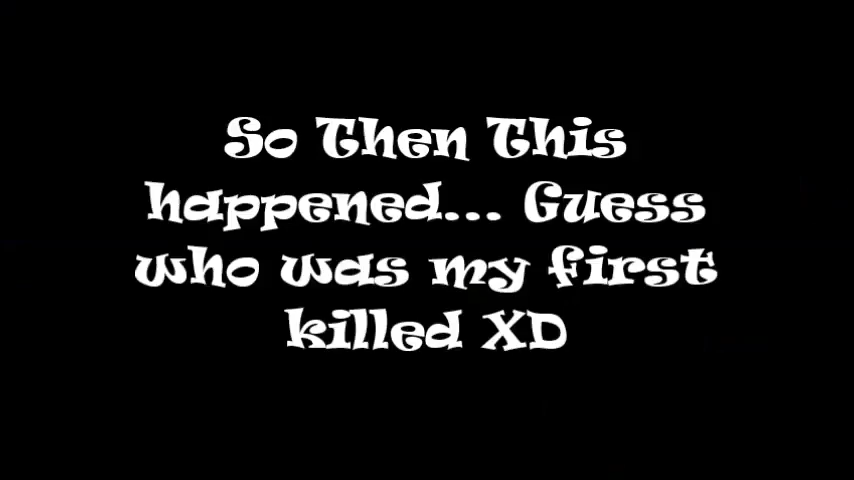 So Then This
happened... Guess
who was my first
killed XD